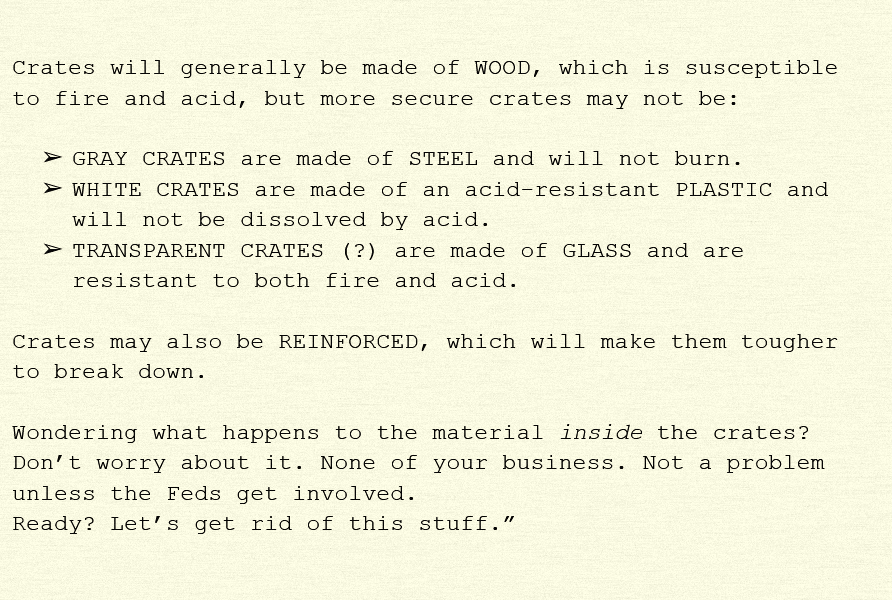 Crates will generally be made of WOOD, which is susceptible
to fire and acid, but more secure crates may not be:
➢ GRAY CRATES are made of STEEL and will not burn.
➢ WHITE CRATES are made of an acid-resistant PLASTIC and
will not be dissolved by acid.
➢ TRANSPARENT CRATES (?) are made of GLASS and are
resistant to both fire and acid.
Crates may also be REINFORCED, which will make them tougher
to break down.
Wondering what happens to the material inside the crates?
Don’t worry about it. None of your business. Not a problem
unless the Feds get involved.
Ready? Let’s get rid of this stuff.”